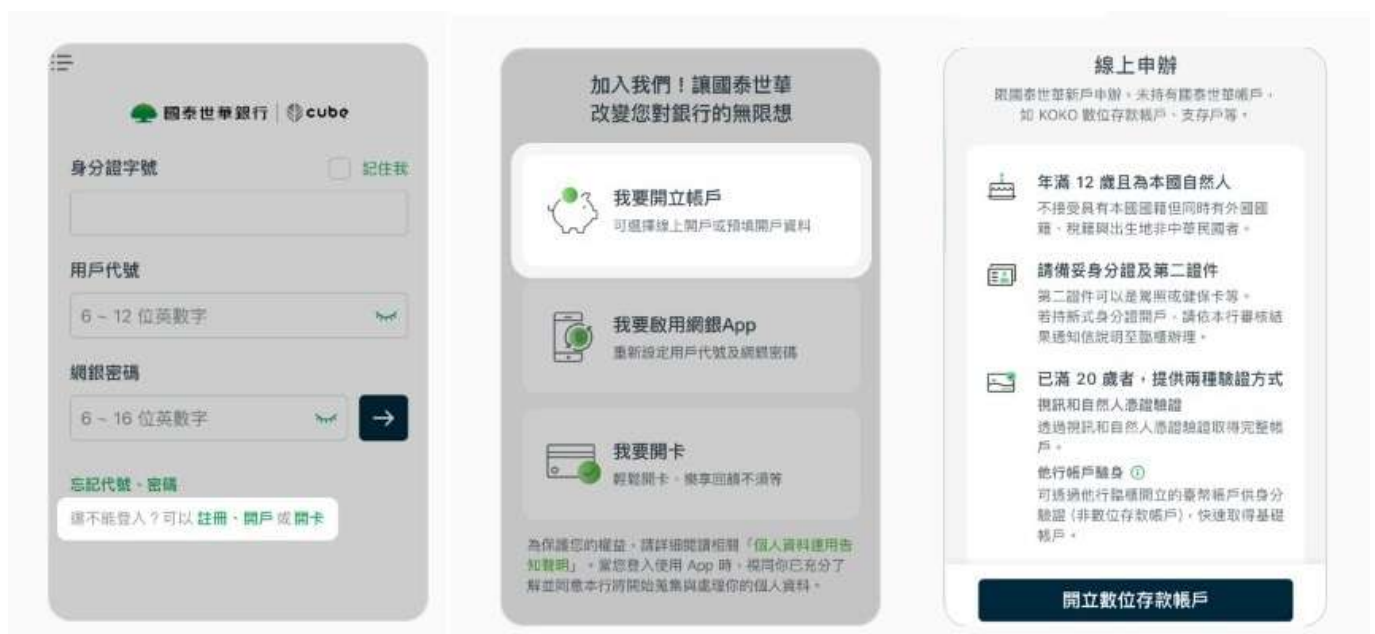 國泰世華銀行 cube
身分證字號 記住我
用戶代號
6 ~ 12 位英數字
網銀密碼
6 ~ 16 位英數字
忘記代號、密碼
還不能登入？可以 註冊、開戶 或 開卡
加入我們！讓國泰世華
改變您對銀行的無限想
我要開立帳戶
可選擇線上開戶或預填開戶資料
我要啟用網銀App
重新設定用戶代號及網銀密碼
我要開卡
輕鬆開卡，樂享回饋不須等
為保護您的權益，請詳細閱讀相關「個人資料運用告
知聲明」。當您登入使用 App 時，視同你已充分了
解並同意本行將開始蒐集與處理你的個人資料。
線上申辦
限國泰世華新戶申辦。未持有國泰世華帳戶，
如 KOKO 數位存款帳戶、支存戶等。
年滿 12 歲且為本國自然人
不接受具有本國國籍但同時有外國國
籍、稅籍與出生地非中華民國者。
請備妥身分證及第二證件
第二證件可以是駕照或健保卡等。
若持新式身分證開戶，請依本行審核結
果通知信說明至臨櫃辦理。
已滿 20 歲者，提供兩種驗證方式
視訊和自然人憑證驗證
透過視訊和自然人憑證驗證取得完整帳
戶。
他行帳戶驗身
可透過他行臨櫃開立的臺幣帳戶供身分
驗證 (非數位存款帳戶)，快速取得基礎
帳戶。
開立數位存款帳戶